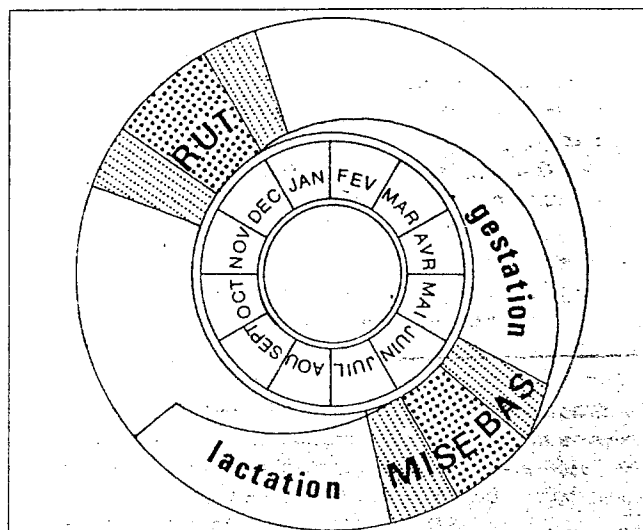 RUT
JAN
FEV
MAR
AVR
MAI
JUIN
JUIL
AOU
SEPT
OCT
NOV
DEC
gestation
MISE BAS
lactation